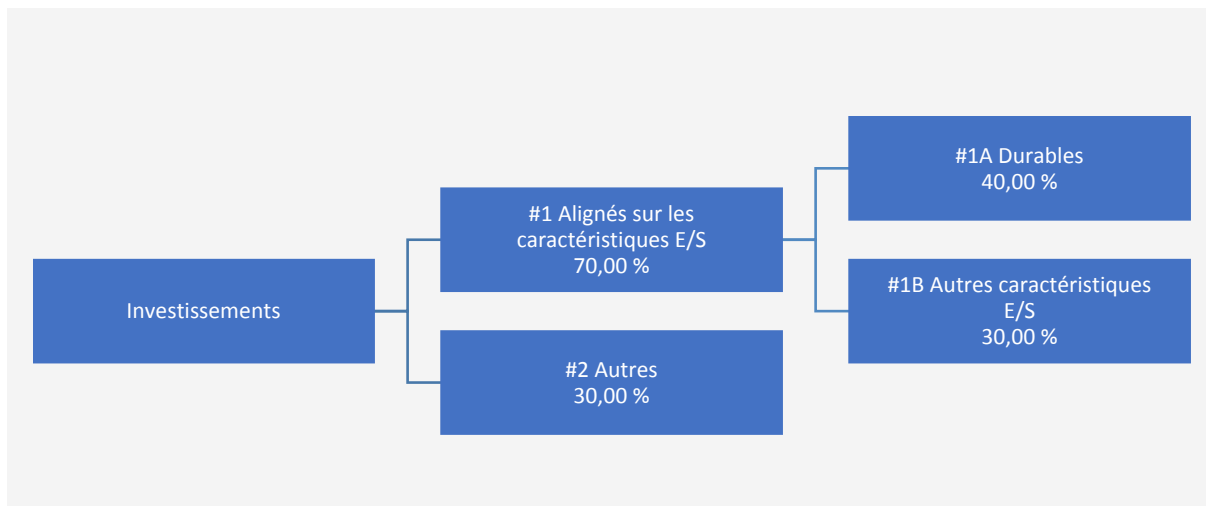 Investissements
#1 Alignés sur les
caractéristiques E/S
70,00 %
#2 Autres
30,00 %
#1A Durables
40,00 %
#1B Autres caractéristiques
E/S
30,00 %